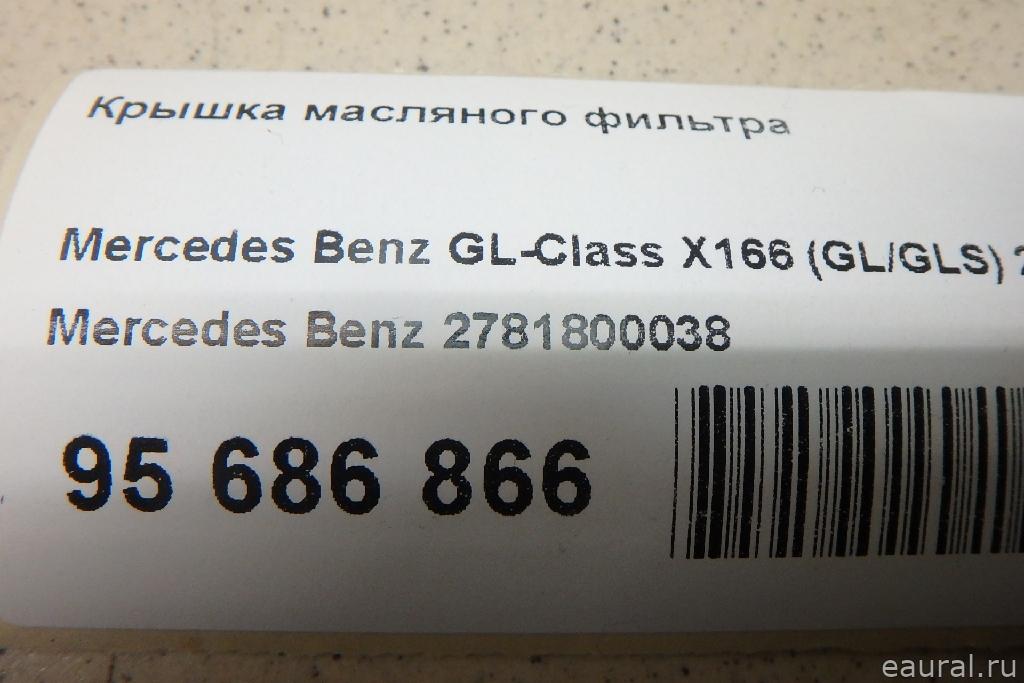 Крышка масляного фильтра
Mercedes Benz GL-Class X166 (GL/GLS)
Mercedes Benz 2781800038
95 686 866
eaural.ru